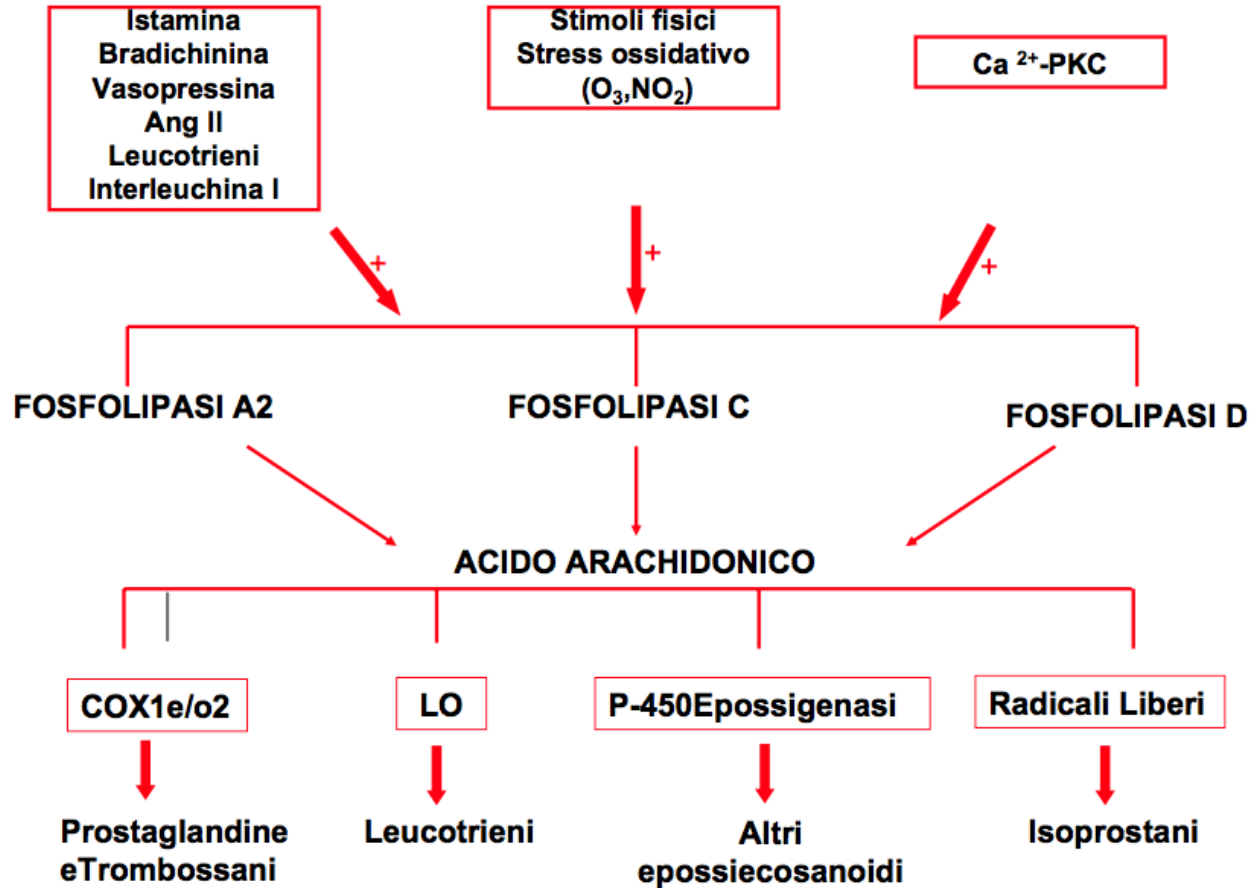 Istamina
Bradichinina
Vasopressina
Ang II
Leucotrieni
Interleuchina I
Stimoli fisici
Stress ossidativo
(O₃,NO₂)
Ca ²⁺-PKC
+
+
+
FOSFOLIPASI A2
FOSFOLIPASI C
FOSFOLIPASI D
ACIDO ARACHIDONICO
COX1e/o2
LO
P-450Epossigenasi
Radicali Liberi
Prostaglandine
eTrombossani
Leucotrieni
Altri
epossiecosanoidi
Isoprostani